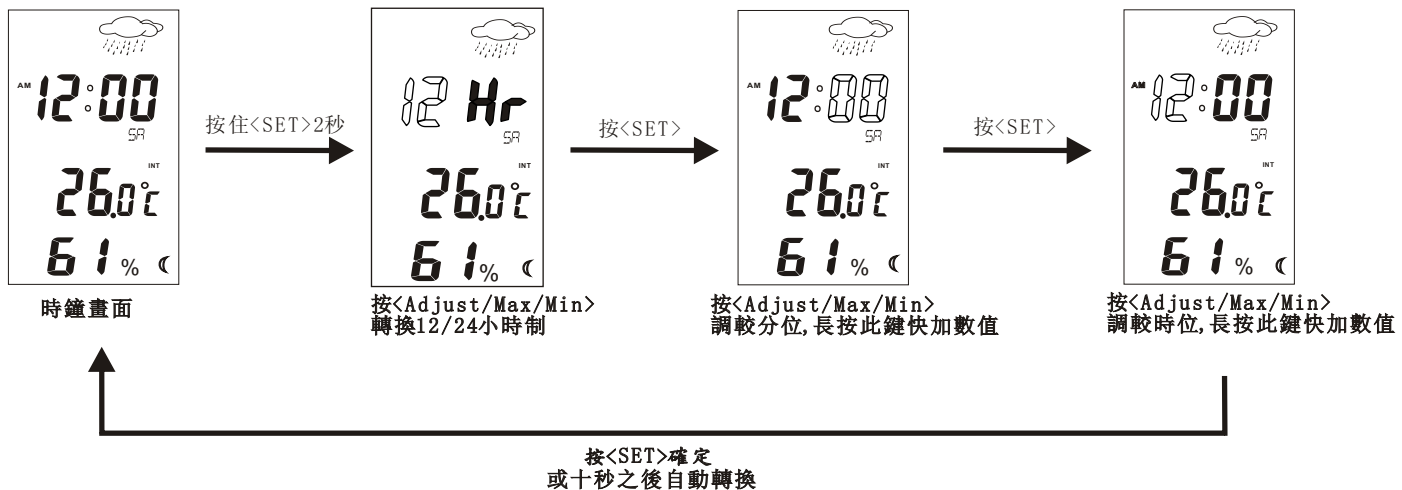 AM 12:00
SA
INT
26.0℃
61%
時鐘畫面
按住<SET>2秒
12 Hr
SA
INT
26.0℃
61%
按<Adjust/Max/Min>
轉換12/24小時制
按<SET>
AM 12:00
SA
INT
26.0℃
61%
按<Adjust/Max/Min>
調較分位,長按此鍵快加數值
按<SET>
AM 12:00
SA
INT
26.0℃
61%
按<Adjust/Max/Min>
調較時位,長按此鍵快加數值
按<SET>確定
或十秒之後自動轉換